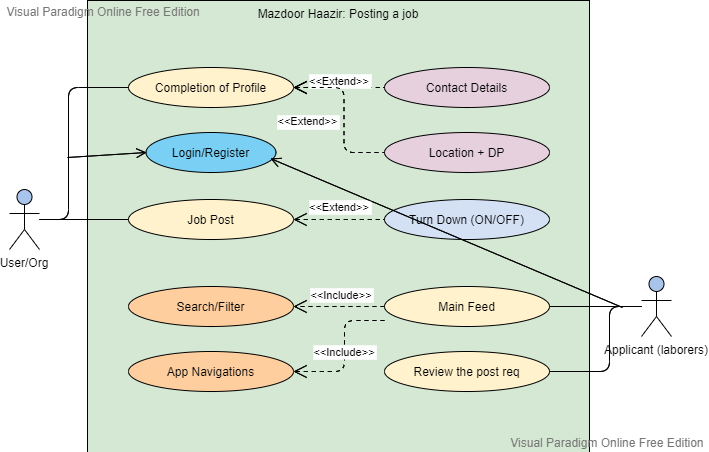 Visual Paradigm Online Free Edition
Mazdoor Haazir: Posting a job
Completion of Profile
<<Extend>>
Contact Details
<<Extend>>
Login/Register
Location + DP
User/Org
Job Post
<<Extend>>
Turn Down (ON/OFF)
Search/Filter
<<Include>>
Main Feed
Applicant (laborers)
App Navigations
<<Include>>
Review the post req
Visual Paradigm Online Free Edition